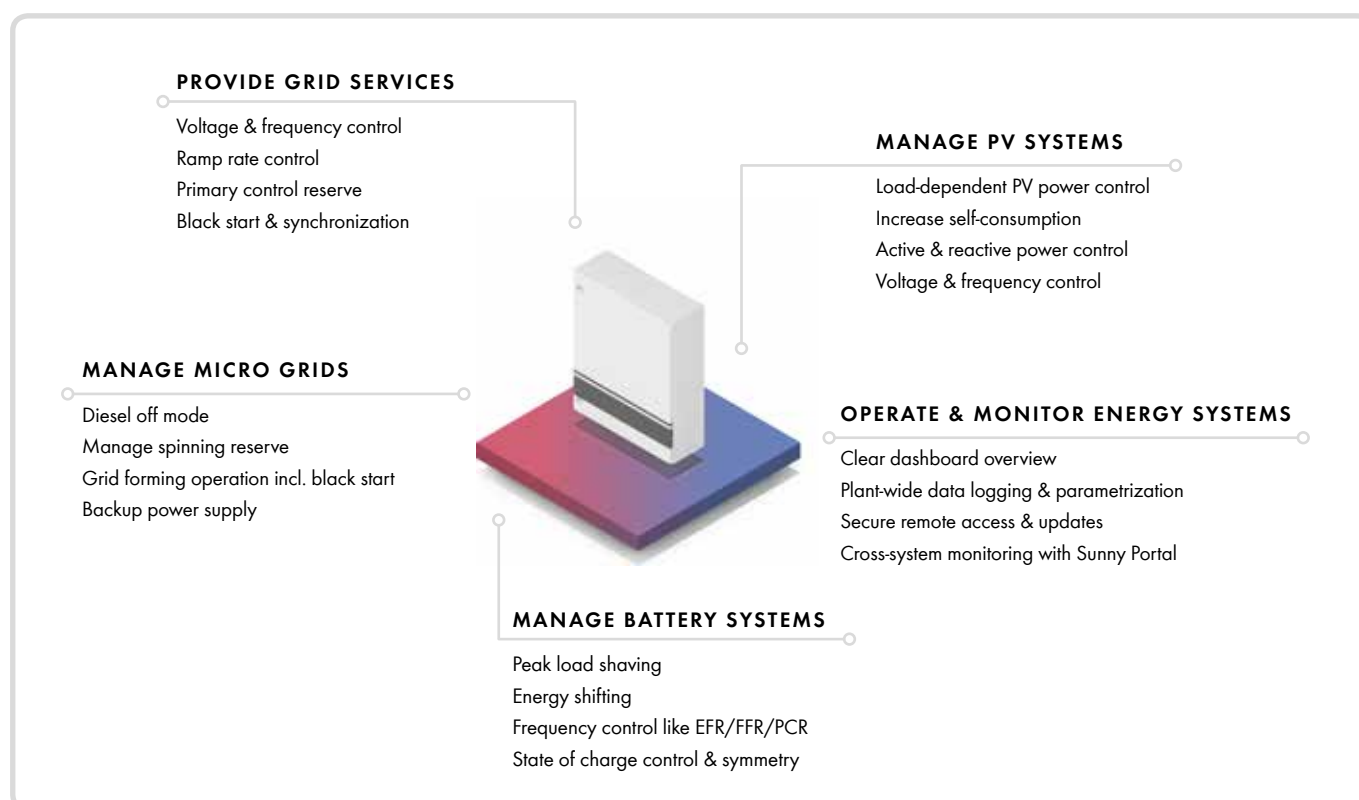 PROVIDE GRID SERVICES
Voltage & frequency control
Ramp rate control
Primary control reserve
Black start & synchronization
MANAGE PV SYSTEMS
Load-dependent PV power control
Increase self-consumption
Active & reactive power control
Voltage & frequency control
MANAGE MICRO GRIDS
Diesel off mode
Manage spinning reserve
Grid forming operation incl. black start
Backup power supply
OPERATE & MONITOR ENERGY SYSTEMS
Clear dashboard overview
Plant-wide data logging & parametrization
Secure remote access & updates
Cross-system monitoring with Sunny Portal
MANAGE BATTERY SYSTEMS
Peak load shaving
Energy shifting
Frequency control like EFR/FFR/PCR
State of charge control & symmetry